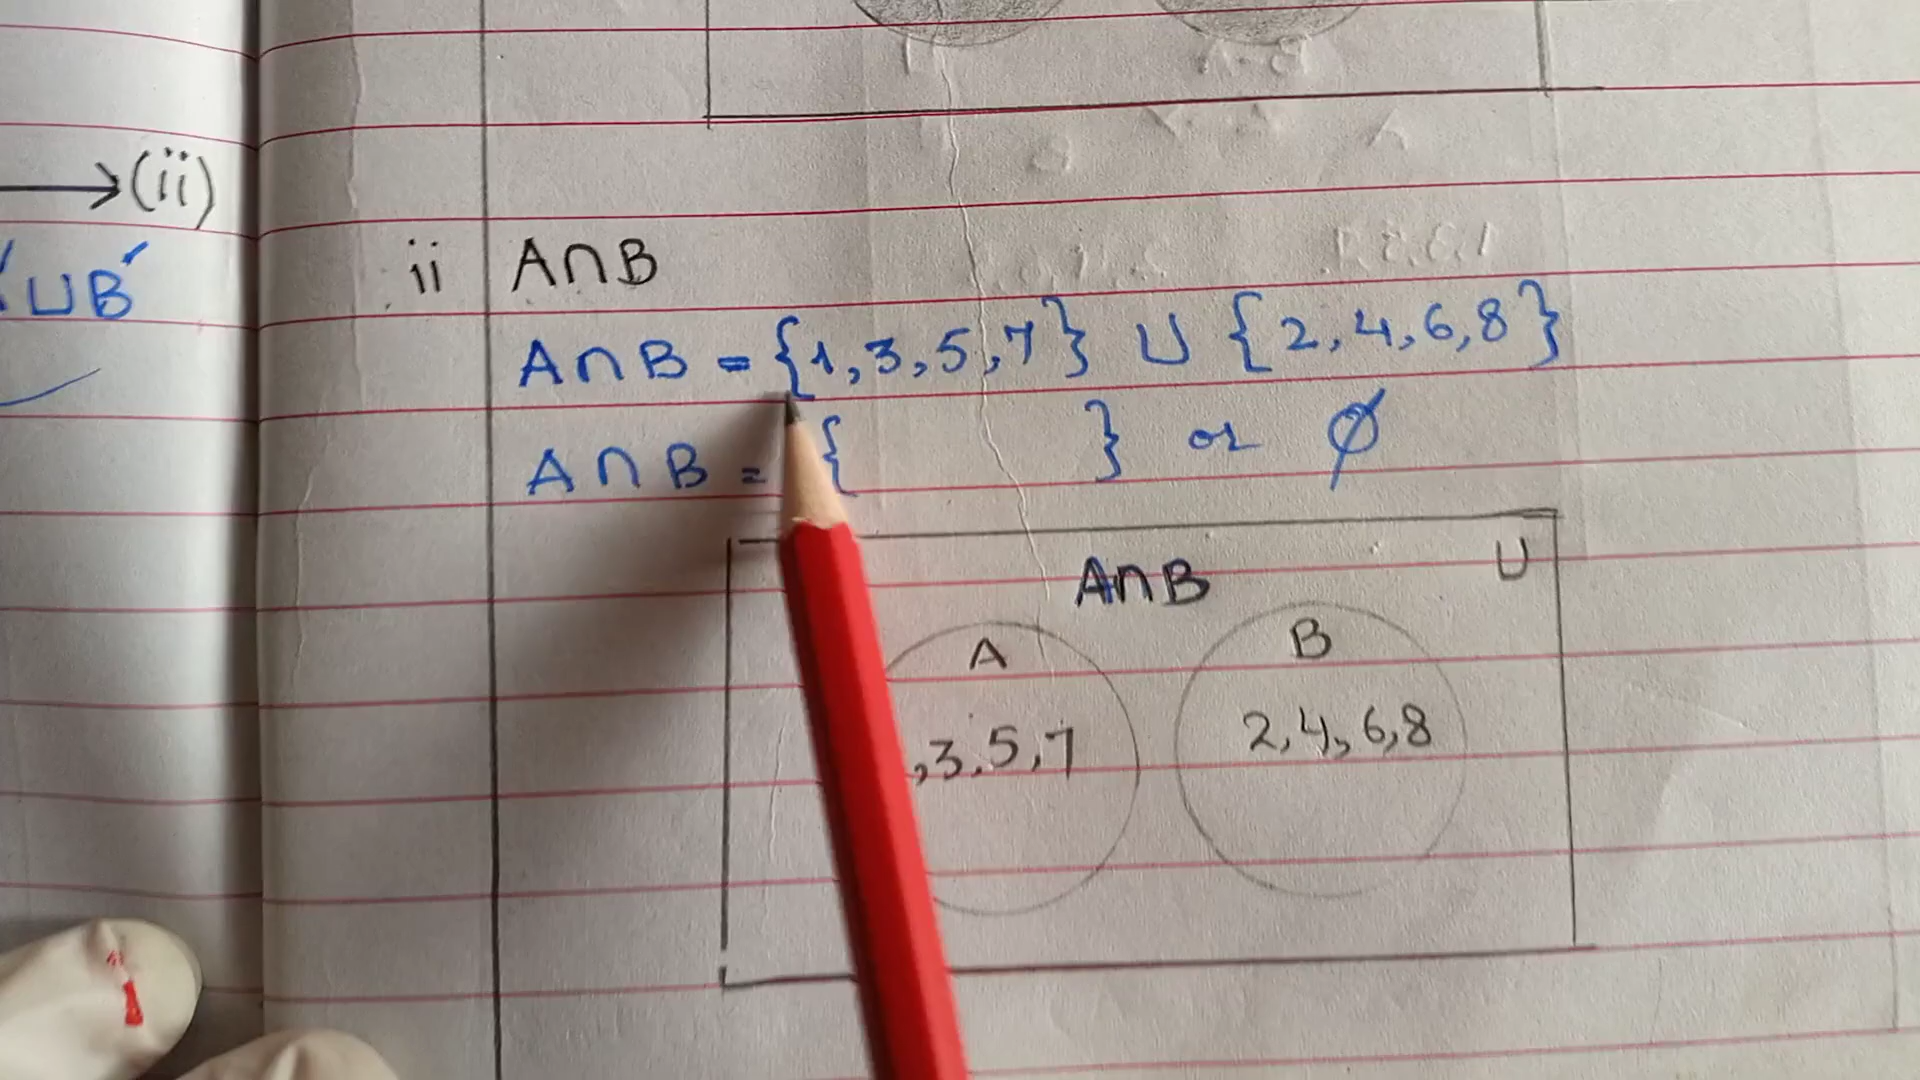 →(ii)
∪B′
ii A∩B
A∩B = {1,3,5,7} ∪ {2,4,6,8}
A∩B = { } or ∅
A∩B U
A B
,3,5,7 2,4,6,8